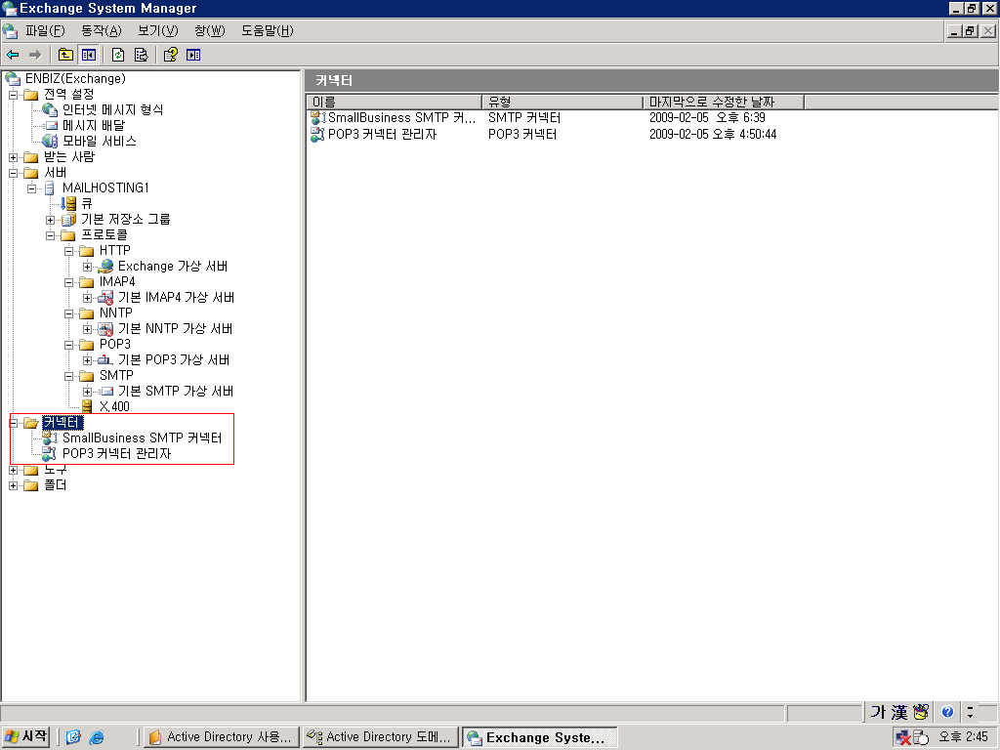 Exchange System Manager
파일(F) 동작(A) 보기(V) 창(W) 도움말(H)
ENBIZ(Exchange)
전역 설정
인터넷 메시지 형식
메시지 배달
모바일 서비스
받는 사람
서버
MAILHOSTING1
큐
기본 저장소 그룹
프로토콜
HTTP
Exchange 가상 서버
IMAP4
기본 IMAP4 가상 서버
NNTP
기본 NNTP 가상 서버
POP3
기본 POP3 가상 서버
SMTP
기본 SMTP 가상 서버
X.400
커넥터
SmallBusiness SMTP 커넥터
POP3 커넥터 관리자
도구
폴더
커넥터
이름 유형 마지막으로 수정한 날짜
SmallBusiness SMTP 커... SMTP 커넥터 2009-02-05 오후 6:39
POP3 커넥터 관리자 POP3 커넥터 2009-02-05 오후 4:50:44
가 漢
시작 Active Directory 사용... Active Directory 도메... Exchange Syste... 오후 2:45